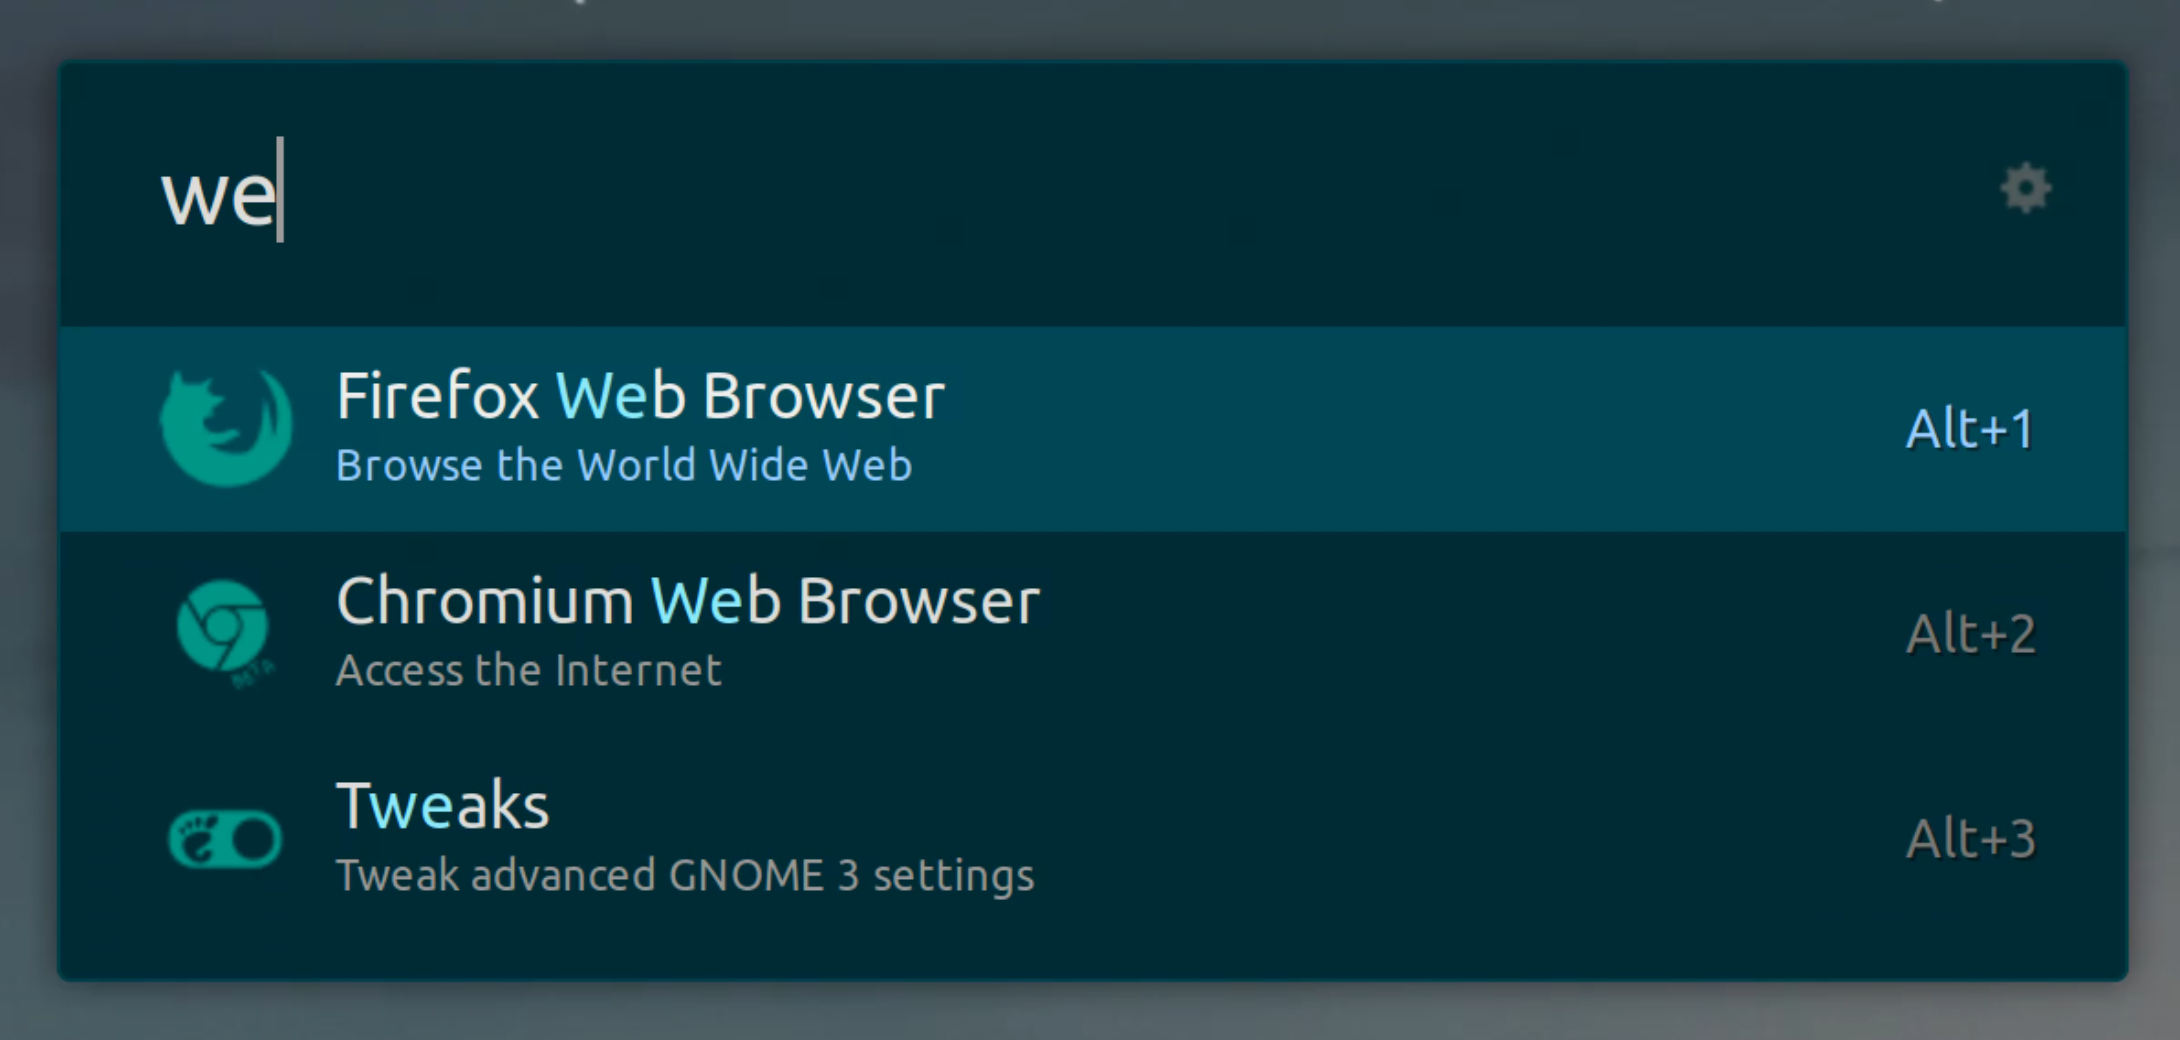 we
Firefox Web Browser
Browse the World Wide Web
Alt+1
Chromium Web Browser
Access the Internet
Alt+2
BETA
Tweaks
Tweak advanced GNOME 3 settings
Alt+3